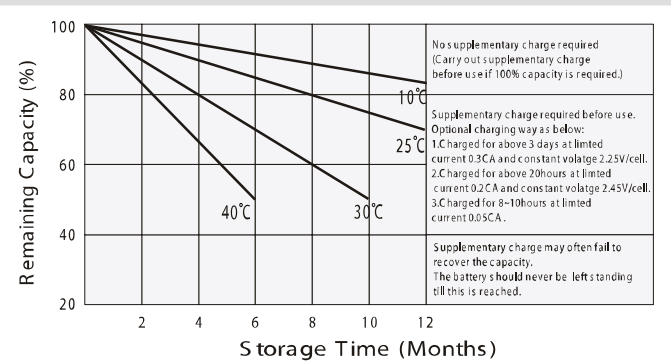 100
80
60
40
20
Remaining Capacity (%)
2 4 6 8 10 12
Storage Time (Months)
10℃
25℃
30℃
40℃
No supplementary charge required
(Carry out supplementary charge
before use if 100% capacity is required.)
Supplementary charge required before use.
Optional charging way as below:
1.Charged for above 3 days at limted
current 0.3CA and constant volatge 2.25V/cell.
2.Charged for above 20hours at limted
current 0.2CA and constant volatge 2.45V/cell.
3.Charged for 8~10hours at limted
current 0.05CA.
Supplementary charge may often fail to
recover the capacity.
The battery should never be left standing
till this is reached.